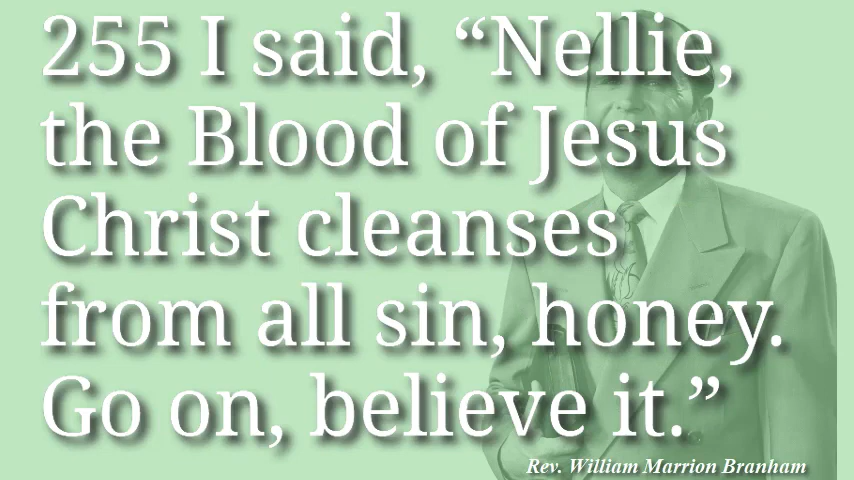 255 I said, “Nellie,
the Blood of Jesus
Christ cleanses
from all sin, honey.
Go on, believe it.”
Rev. William Marrion Branham